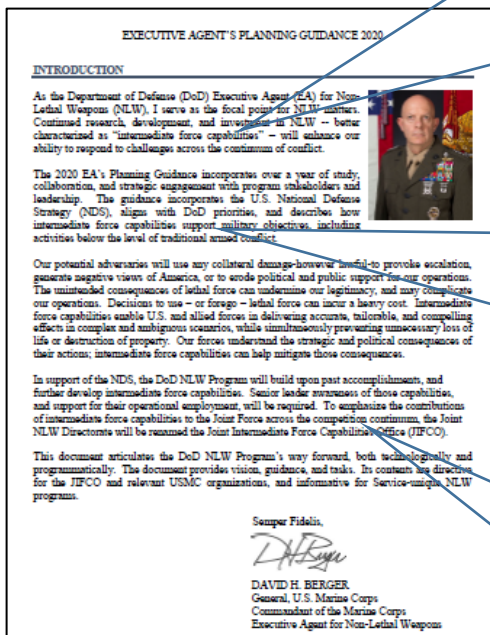 EXECUTIVE AGENT'S PLANNING GUIDANCE 2020
INTRODUCTION
As the Department of Defense (DoD) Executive Agent (EA) for Non-
Lethal Weapons (NLW), I serve as the focal point for NLW matters.
Continued research, development, and investment in NLW -- better
characterized as "intermediate force capabilities" – will enhance our
ability to respond to challenges across the continuum of conflict.
The 2020 EA's Planning Guidance incorporates over a year of study,
collaboration, and strategic engagement with program stakeholders and
leadership. The guidance incorporates the U.S. National Defense
Strategy (NDS), aligns with DoD priorities, and describes how
intermediate force capabilities support military objectives, including
activities below the level of traditional armed conflict.
Our potential adversaries will use any collateral damage-however lawful-to provoke escalation,
generate negative views of America, or to erode political and public support for our operations.
The unintended consequences of lethal force can undermine our legitimacy, and may complicate
our operations. Decisions to use – or forego – lethal force can incur a heavy cost. Intermediate
force capabilities enable U.S. and allied forces in delivering accurate, tailorable, and compelling
effects in complex and ambiguous scenarios, while simultaneously preventing unnecessary loss of
life or destruction of property. Our forces understand the strategic and political consequences of
their actions; intermediate force capabilities can help mitigate those consequences.
In support of the NDS, the DoD NLW Program will build upon past accomplishments, and
further develop intermediate force capabilities. Senior leader awareness of those capabilities,
and support for their operational employment, will be required. To emphasize the contributions
of intermediate force capabilities to the Joint Force across the competition continuum, the Joint
NLW Directorate will be renamed the Joint Intermediate Force Capabilities Office (JIFCO).
This document articulates the DoD NLW Program's way forward, both technologically and
programmatically. The document provides vision, guidance, and tasks. Its contents are directive
for the JIFCO and relevant USMC organizations, and informative for Service-unique NLW
programs.
Semper Fidelis,
DAVID H. BERGER
General, U.S. Marine Corps
Commandant of the Marine Corps
Executive Agent for Non-Lethal Weapons